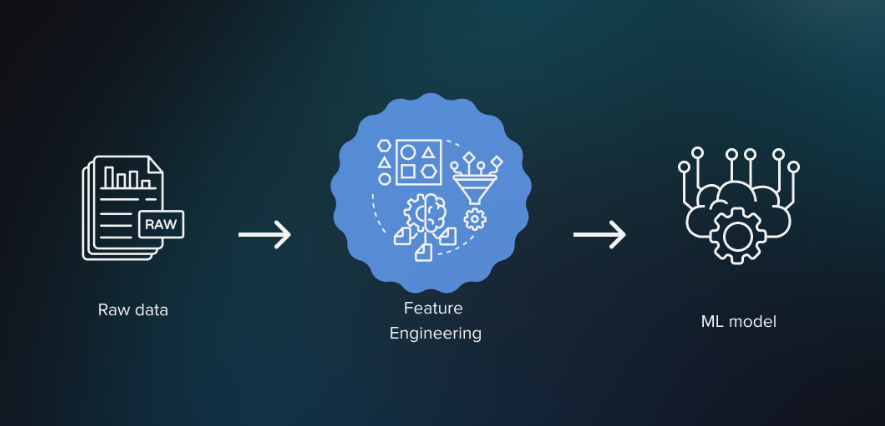 RAW
Raw data
Feature
Engineering
ML model